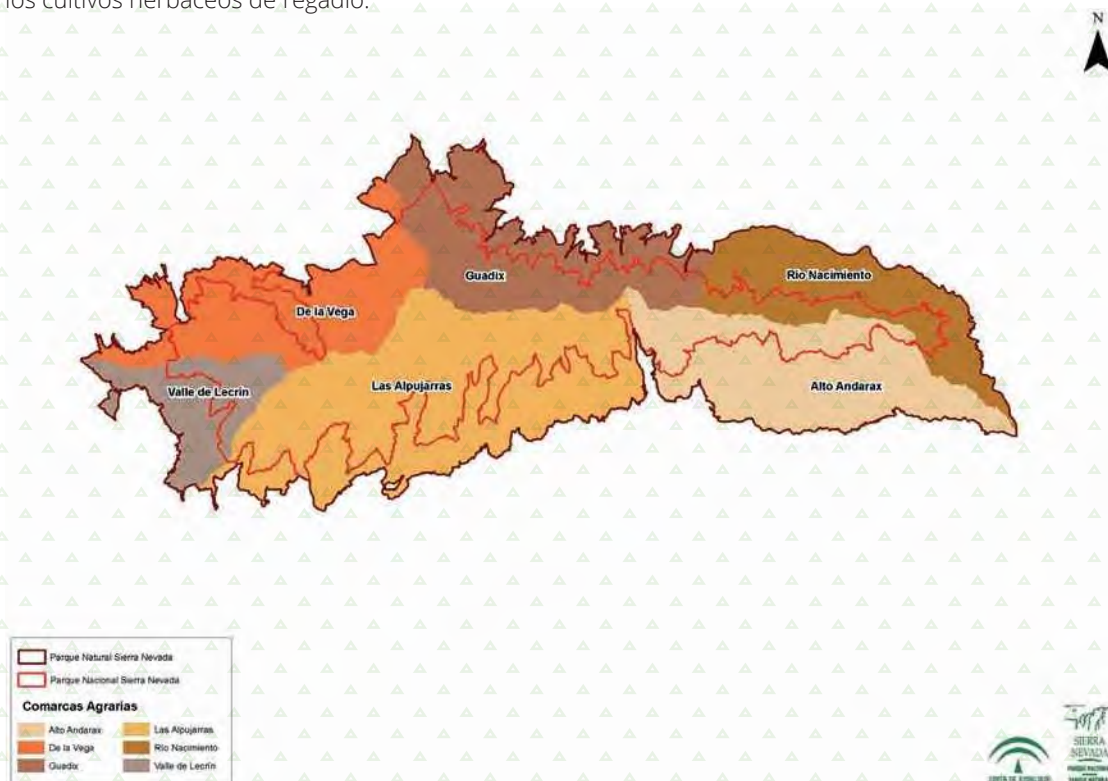 los cultivos herbáceos de regadío.
N
Guadix
Río Nacimiento
De la Vega
Valle de Lecrín
Las Alpujarras
Alto Andarax
Parque Natural Sierra Nevada
Parque Nacional Sierra Nevada
Comarcas Agrarias
Alto Andarax
Las Alpujarras
De la Vega
Río Nacimiento
Guadix
Valle de Lecrín
SIERRA
NEVADA